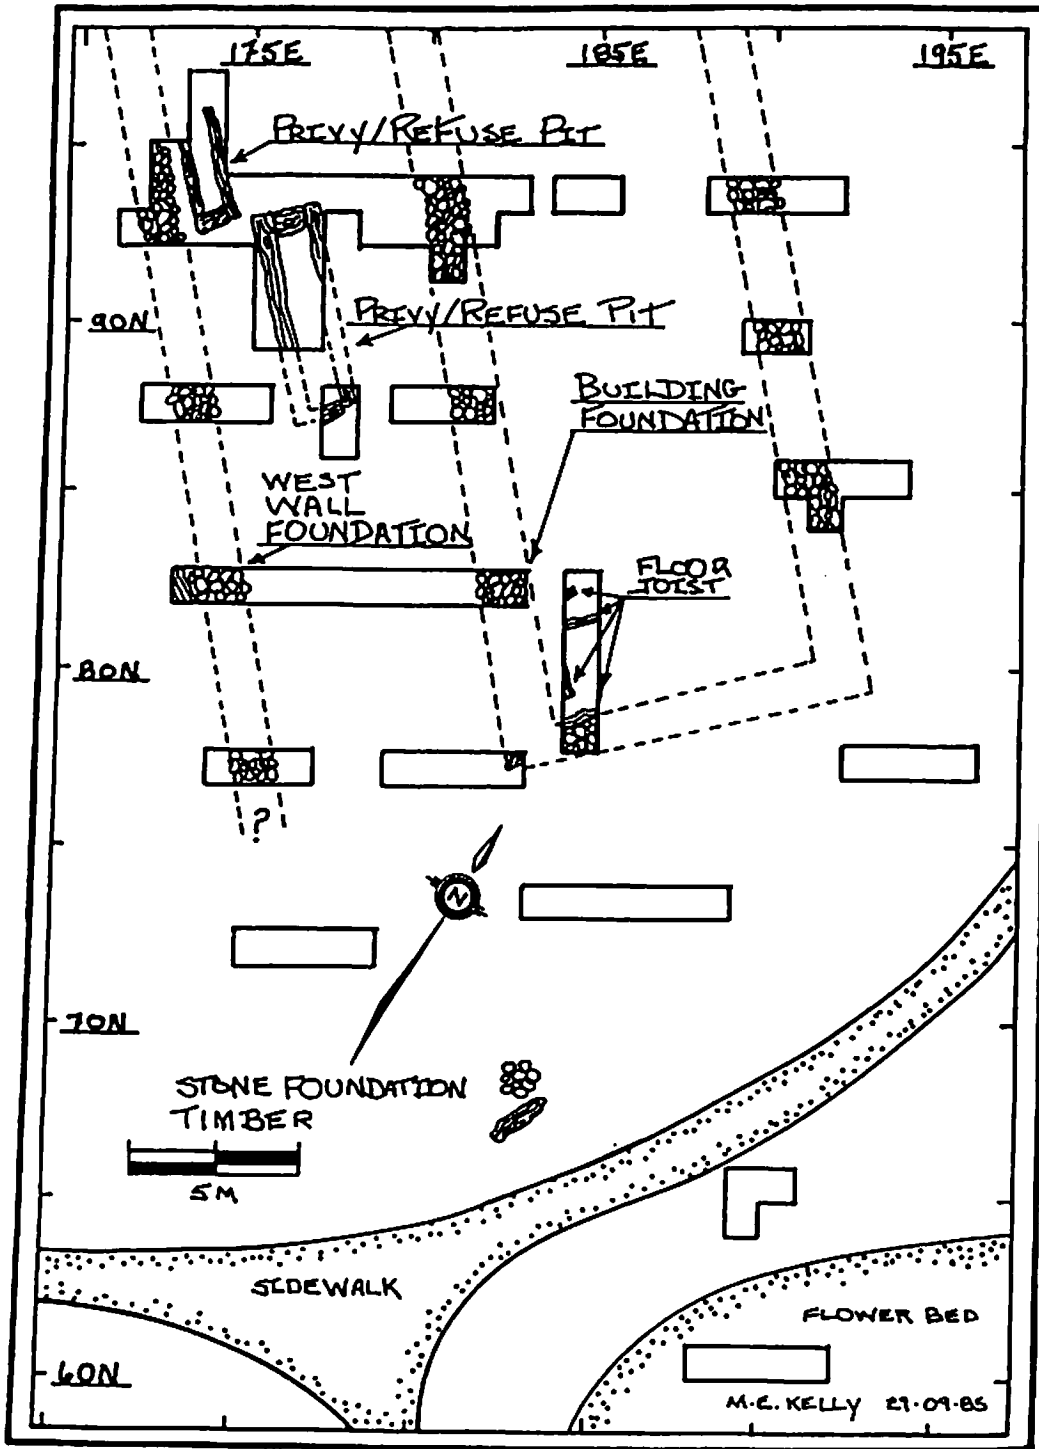 175E
185E
195E
PRIVY/REFUSE PIT
90N
PRIVY/REFUSE PIT
BUILDING
FOUNDATION
WEST
WALL
FOUNDATION
FLOOR
JOIST
80N
?
N
70N
STONE FOUNDATION
TIMBER
5M
SIDEWALK
FLOWER BED
60N
M.E. KELLY 27.09.85